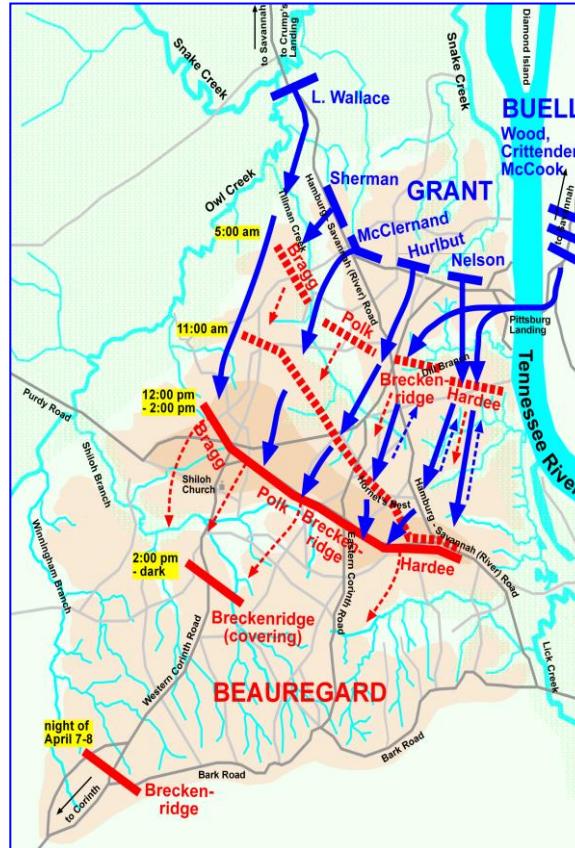 to Savannah
to Crump's
Landing
Snake Creek
Snake Creek
Diamond Island
L. Wallace
BUELL
Wood,
Crittenden
McCook
to Savannah
Owl Creek
Sherman
GRANT
Tillman Creek
Hamburg - Savannah (River) Road
5:00 am
Bragg
McClernand
Hurlbut
Nelson
Pittsburg
Landing
Polk
11:00 am
Dill Branch
Brecken-
ridge
Hardee
Tennessee River
12:00 pm
- 2:00 pm
Purdy Road
Bragg
Shiloh
Church
Shiloh Branch
Polk
Brecken-
ridge
Hornet's Nest
Hamburg - Savannah (River) Road
Hardee
Eastern Corinth
Road
Winningham Branch
2:00 pm
- dark
Breckenridge
(covering)
Western Corinth Road
Lick Creek
BEAUREGARD
night of
April 7-8
Bark Road
Bark Road
Brecken-
ridge
to Corinth